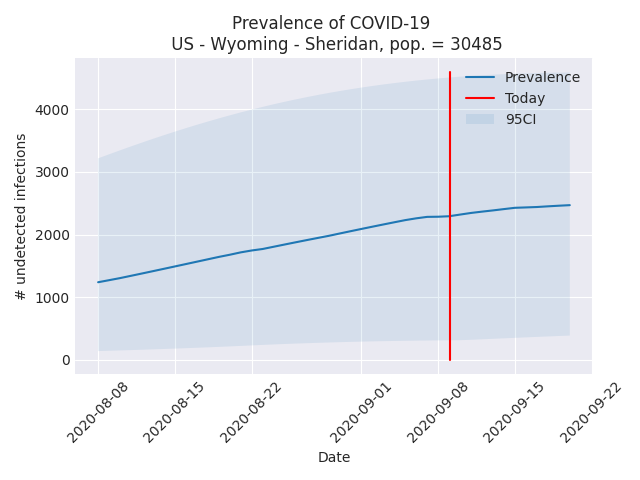 Prevalence of COVID-19
US - Wyoming - Sheridan, pop. = 30485
Prevalence
Today
95CI
# undetected infections
4000
3000
2000
1000
0
2020-08-08
2020-08-15
2020-08-22
2020-09-01
2020-09-08
2020-09-15
2020-09-22
Date